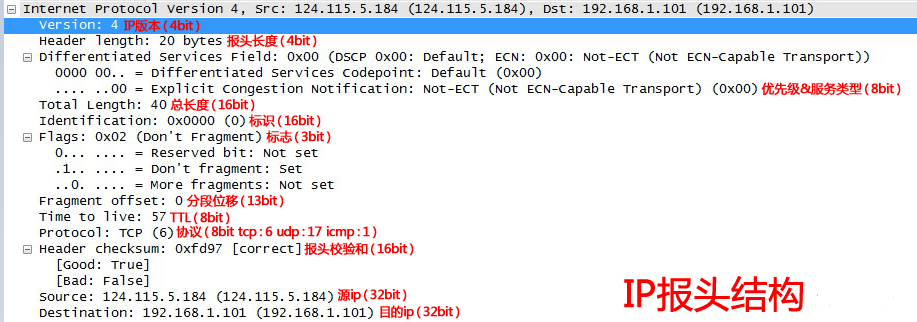 Internet Protocol Version 4, Src: 124.115.5.184 (124.115.5.184), Dst: 192.168.1.101 (192.168.1.101)
Version: 4 IP版本(4bit)
Header length: 20 bytes 报头长度(4bit)
Differentiated Services Field: 0x00 (DSCP 0x00: Default; ECN: 0x00: Not-ECT (Not ECN-Capable Transport))
0000 00.. = Differentiated Services Codepoint: Default (0x00)
.... ..00 = Explicit Congestion Notification: Not-ECT (Not ECN-Capable Transport) (0x00) 优先级&服务类型(8bit)
Total Length: 40 总长度(16bit)
Identification: 0x0000 (0) 标识(16bit)
Flags: 0x02 (Don't Fragment) 标志(3bit)
0... .... = Reserved bit: Not set
.1.. .... = Don't fragment: Set
..0. .... = More fragments: Not set
Fragment offset: 0 分段位移(13bit)
Time to live: 57 TTL(8bit)
Protocol: TCP (6) 协议(8bit tcp:6 udp:17 icmp:1)
Header checksum: 0xfd97 [correct] 报头校验和(16bit)
[Good: True]
[Bad: False]
Source: 124.115.5.184 (124.115.5.184) 源ip(32bit)
Destination: 192.168.1.101 (192.168.1.101) 目的ip(32bit)
IP报头结构